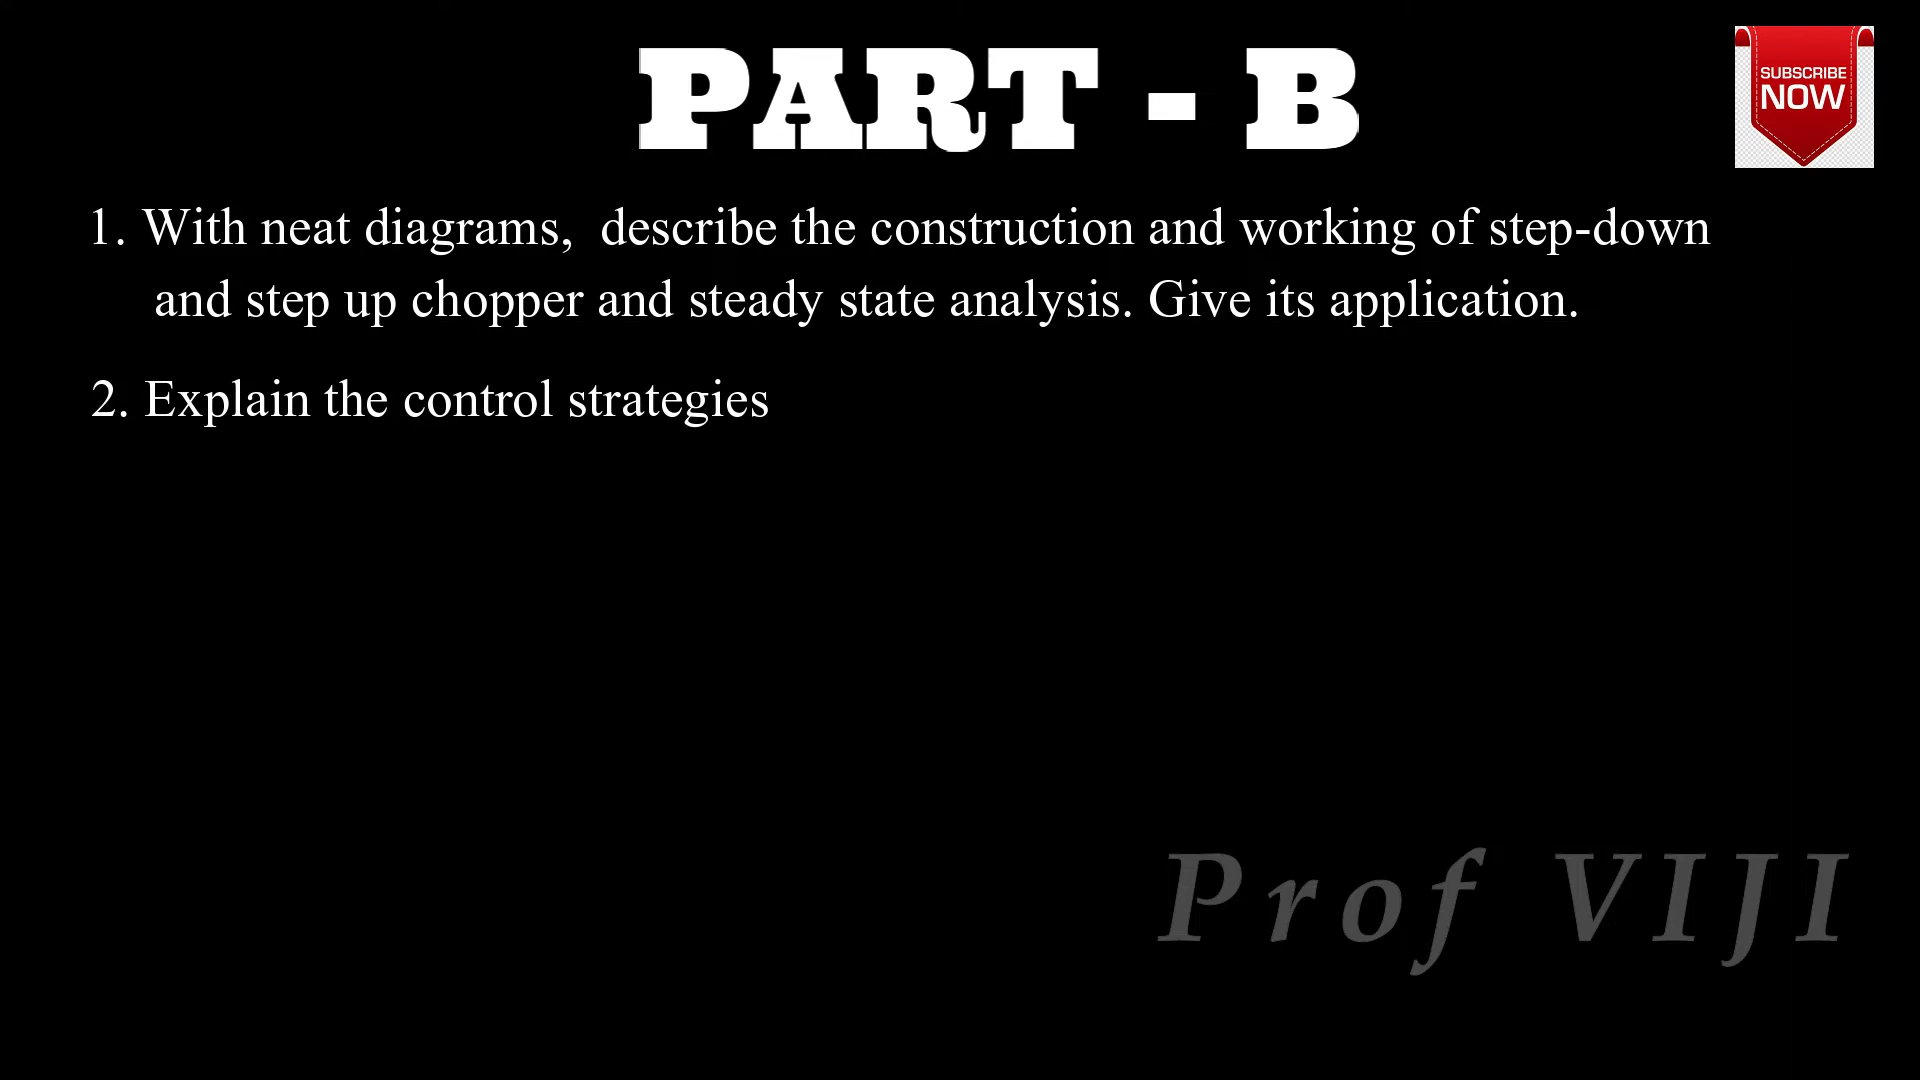 PART - B
SUBSCRIBE
NOW
1. With neat diagrams,  describe the construction and working of step-down
and step up chopper and steady state analysis. Give its application.
2. Explain the control strategies
Prof VIJI